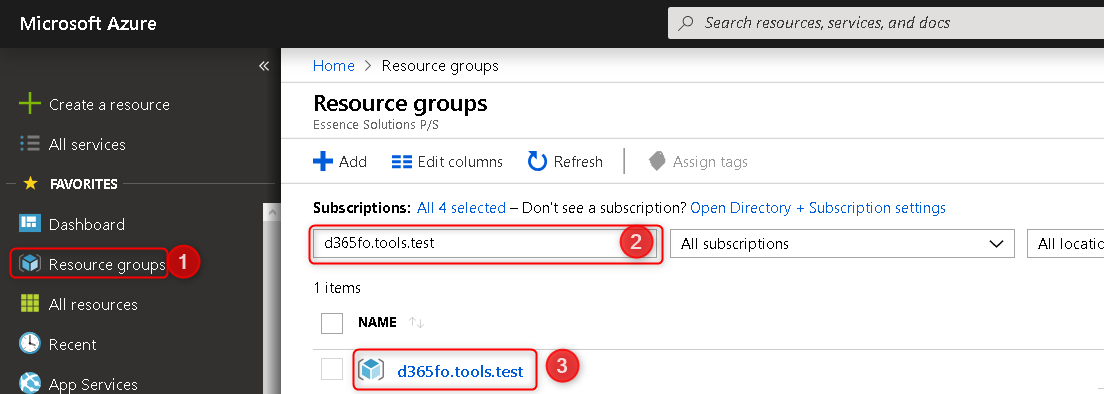 Microsoft Azure
Search resources, services, and docs
«
Create a resource
All services
FAVORITES
Dashboard
Resource groups 1
All resources
Recent
App Services
Home > Resource groups
Resource groups
Essence Solutions P/S
Add Edit columns Refresh Assign tags
Subscriptions: All 4 selected – Don't see a subscription? Open Directory + Subscription settings
d365fo.tools.test 2 All subscriptions All locatio
1 items
NAME
d365fo.tools.test 3